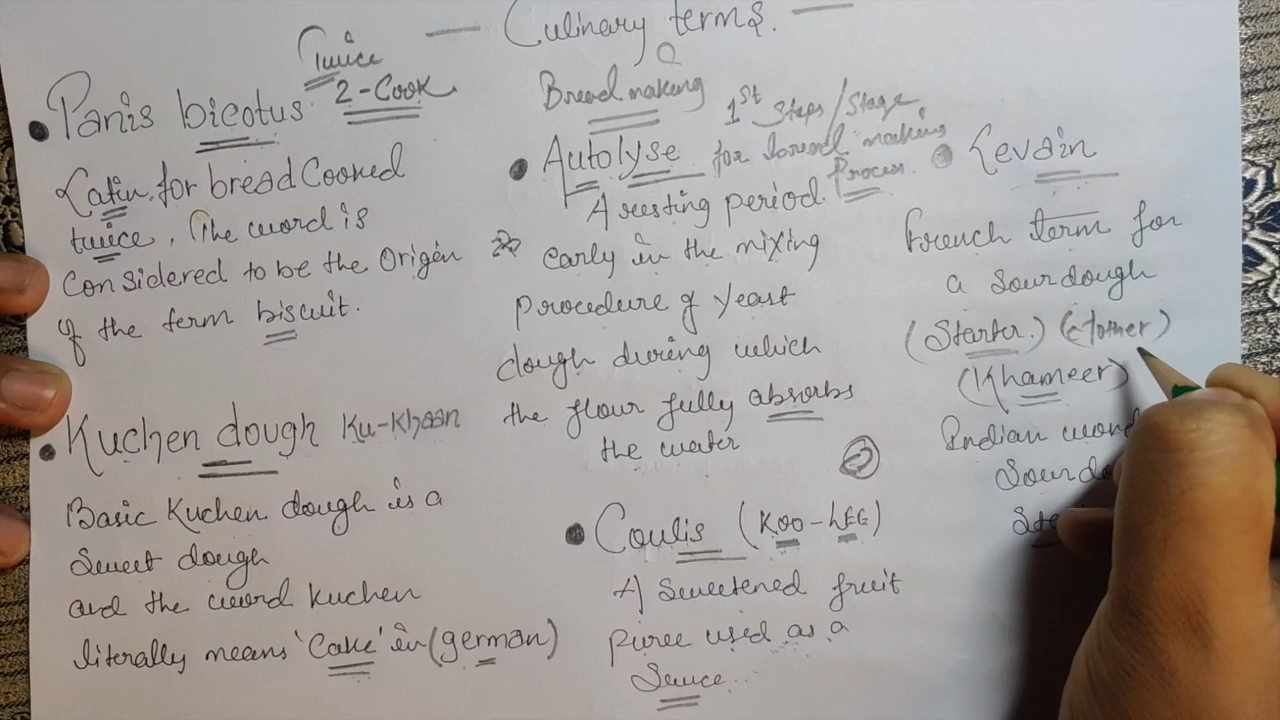 — Culinary terms. —
Twice
2-Cook
• Panis bicotus
Latin for bread Cooked
twice, The word is
Considered to be the Origin
of the term biscuit.
• Kuchen dough Ku-Khaan
Basic Kuchen dough is a
Sweet dough
and the word kuchen
literally means 'Cake' in (german)
Bread making
1st Steps/Stage
for bread making
Process.
• Autolyse
A resting period
early in the mixing
Procedure of yeast
dough during which
the flour fully absorbs
the water
• Coulis (KOO-LEE)
A Sweetened fruit
puree used as a
Sauce...
• Levain
French term for
a Sourdough
(Starter.) (Mother)
(Khameer)
Indian word
Sourdo
Sta